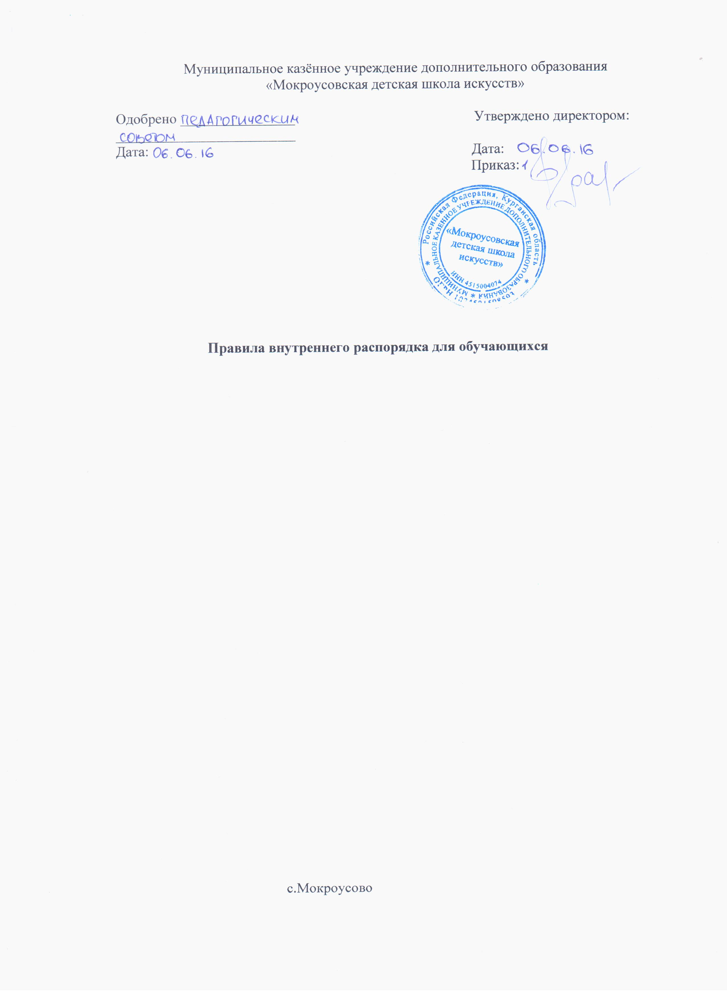 Муниципальное казённое учреждение дополнительного образования
«Мокроусовская детская школа искусств»
Одобрено педагогическим
советом
Дата: 06.06.16
Утверждено директором:
Дата: 06.06.16
Приказ: 1
Российская Федерация, Курганская область
МУНИЦИПАЛЬНОЕ КАЗЕННОЕ УЧРЕЖДЕНИЕ ДОПОЛНИТЕЛЬНОГО ОБРАЗОВАНИЯ
«Мокроусовская
детская школа
искусств»
ИНН 4515004074
ОГРН
Правила внутреннего распорядка для обучающихся
с.Мокроусово